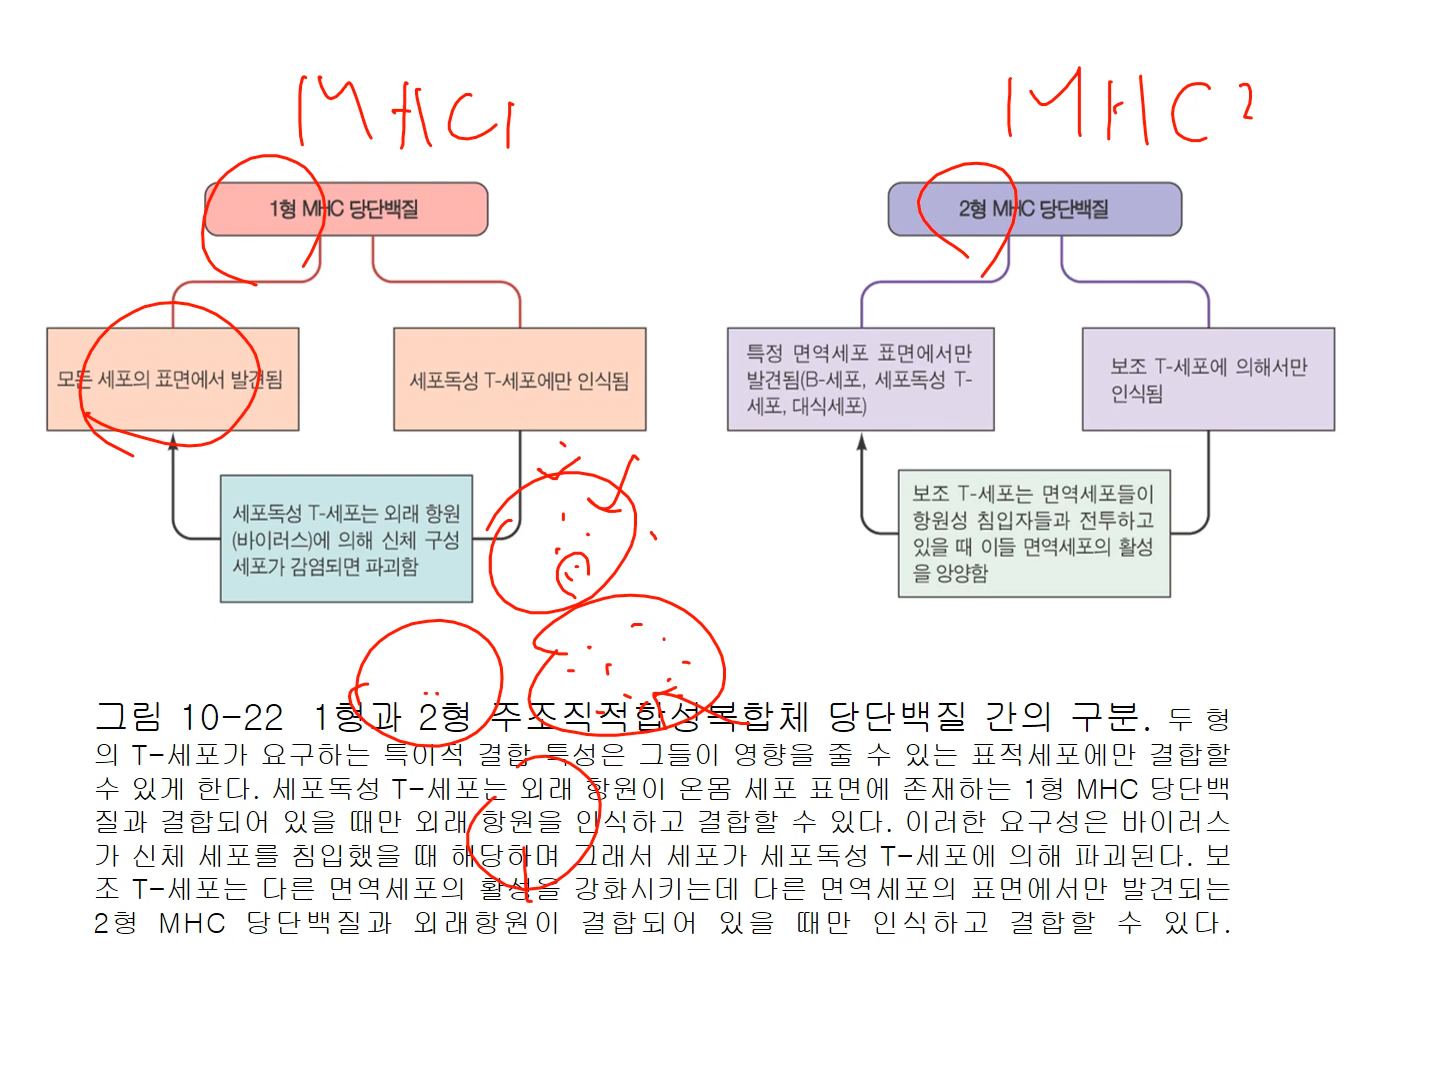 MHC1
MHC2
1형 MHC 당단백질
모든 세포의 표면에서 발견됨
세포독성 T-세포에만 인식됨
세포독성 T-세포는 외래 항원
(바이러스)에 의해 신체 구성
세포가 감염되면 파괴함
2형 MHC 당단백질
특정 면역세포 표면에서만
발견됨(B-세포, 세포독성 T-
세포, 대식세포)
보조 T-세포에 의해서만
인식됨
보조 T-세포는 면역세포들이
항원성 침입자들과 전투하고
있을 때 이들 면역세포의 활성
을 앙양함
그림 10-22 1형과 2형 주조직적합성복합체 당단백질 간의 구분. 두 형
의 T-세포가 요구하는 특이적 결합 특성은 그들이 영향을 줄 수 있는 표적세포에만 결합할
수 있게 한다. 세포독성 T-세포는 외래 항원이 온몸 세포 표면에 존재하는 1형 MHC 당단백
질과 결합되어 있을 때만 외래 항원을 인식하고 결합할 수 있다. 이러한 요구성은 바이러스
가 신체 세포를 침입했을 때 해당하며 그래서 세포가 세포독성 T-세포에 의해 파괴된다. 보
조 T-세포는 다른 면역세포의 활성을 강화시키는데 다른 면역세포의 표면에서만 발견되는
2형 MHC 당단백질과 외래항원이 결합되어 있을 때만 인식하고 결합할 수 있다.